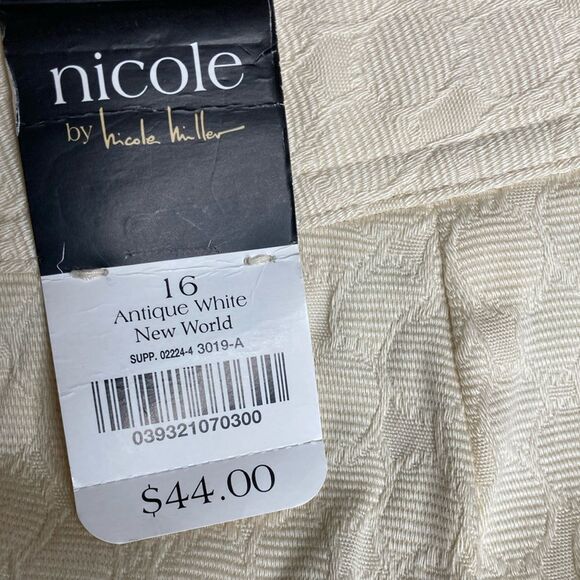 nicole
by Nicole Miller
16
Antique White
New World
SUPP. 02224-4 3019-A
039321070300
$44.00